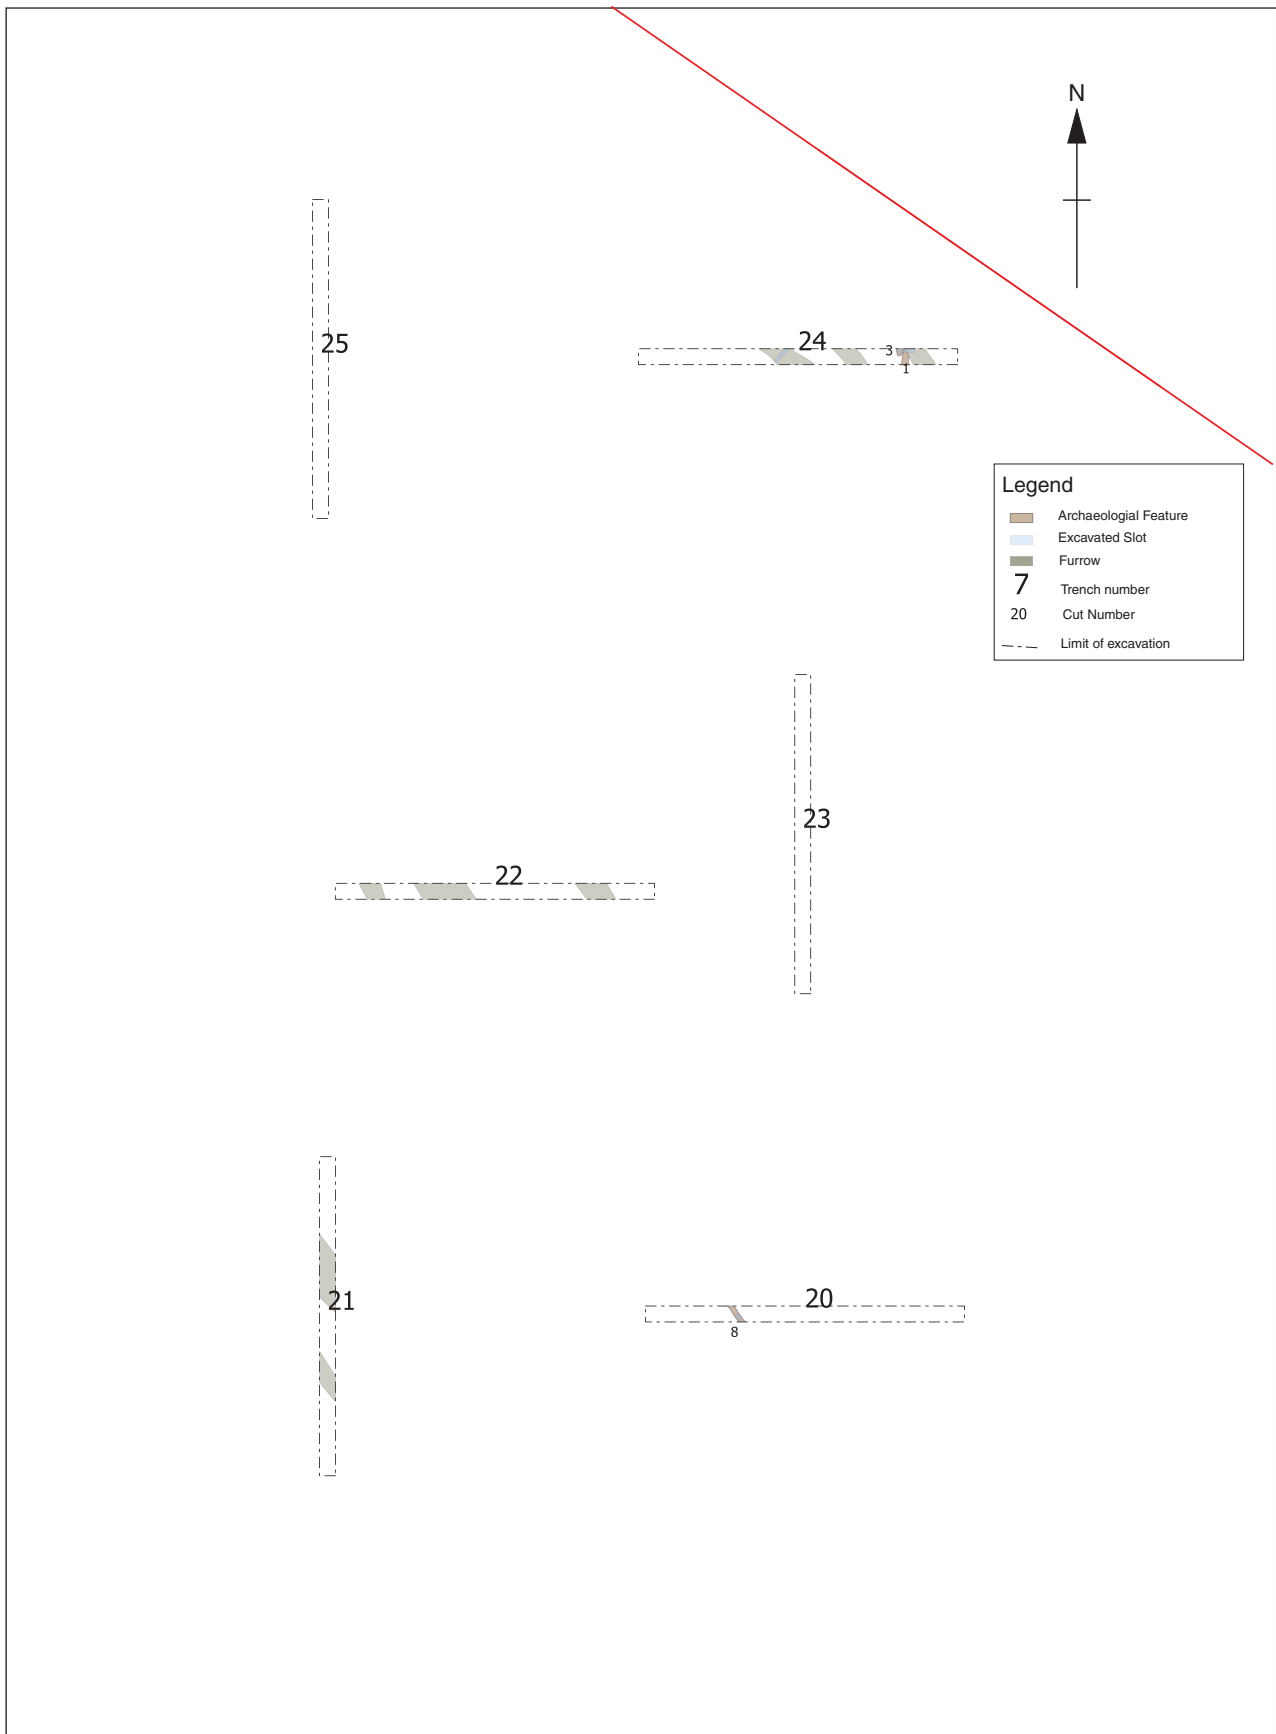 N
25
24
3
1
Legend
Archaeologial Feature
Excavated Slot
Furrow
7 Trench number
20 Cut Number
Limit of excavation
23
22
21
20
8